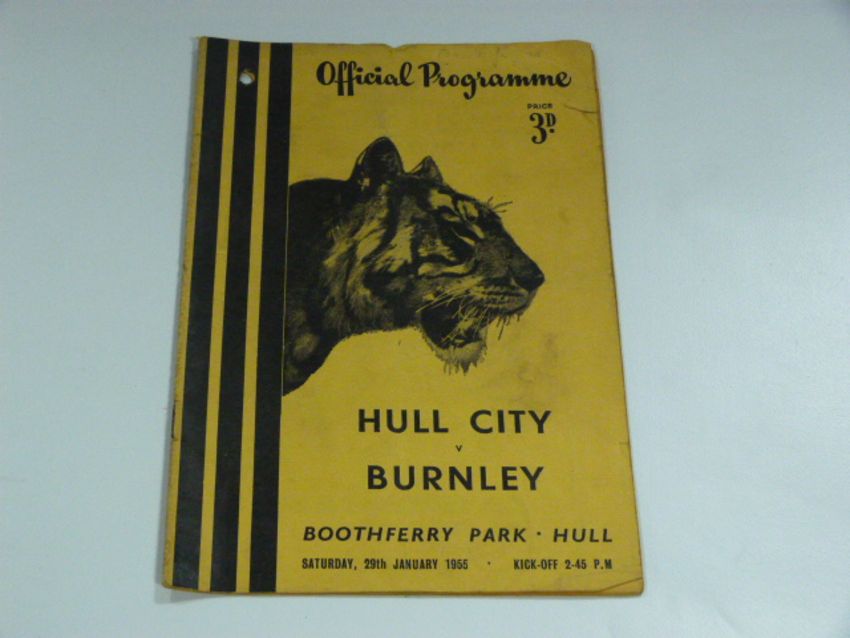 Official Programme
PRICE
3D.
HULL CITY
v
BURNLEY
BOOTHFERRY PARK · HULL
SATURDAY, 29th JANUARY 1955 · KICK-OFF 2-45 P.M